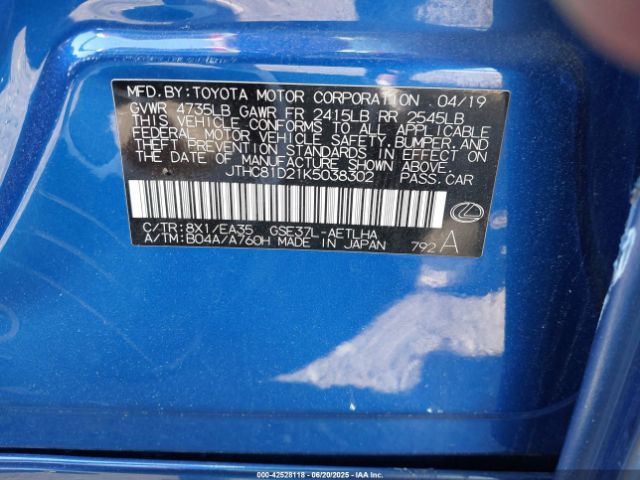 MFD.BY:TOYOTA MOTOR CORPORATION 04/19
GVWR 4735LB GAWR FR 2415LB RR 2545LB
THIS VEHICLE CONFORMS TO ALL APPLICABLE
FEDERAL MOTOR VEHICLE SAFETY,BUMPER,AND
THEFT PREVENTION STANDARDS IN EFFECT ON
THE DATE OF MANUFACTURE SHOWN ABOVE.
JTHC81D21K5038302 PASS.CAR
C/TR:8X1/EA35 GSE37L-AETLHA
A/TM:B04A/A760H MADE IN JAPAN 792 A
000-42528118 - 06/20/2025 - IAAI, Inc.